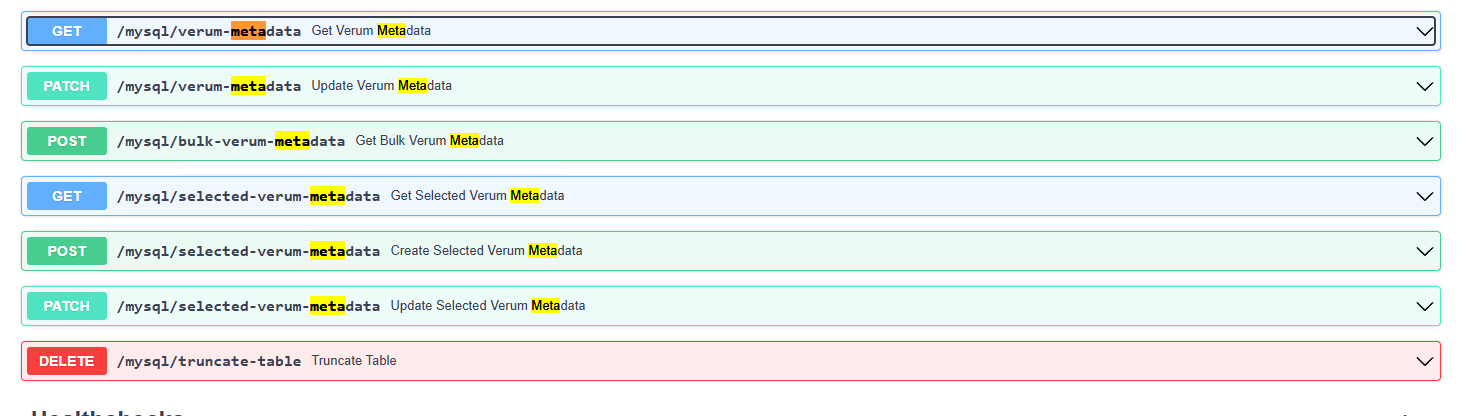 GET /mysql/verum-metadata Get Verum Metadata
PATCH /mysql/verum-metadata Update Verum Metadata
POST /mysql/bulk-verum-metadata Get Bulk Verum Metadata
GET /mysql/selected-verum-metadata Get Selected Verum Metadata
POST /mysql/selected-verum-metadata Create Selected Verum Metadata
PATCH /mysql/selected-verum-metadata Update Selected Verum Metadata
DELETE /mysql/truncate-table Truncate Table